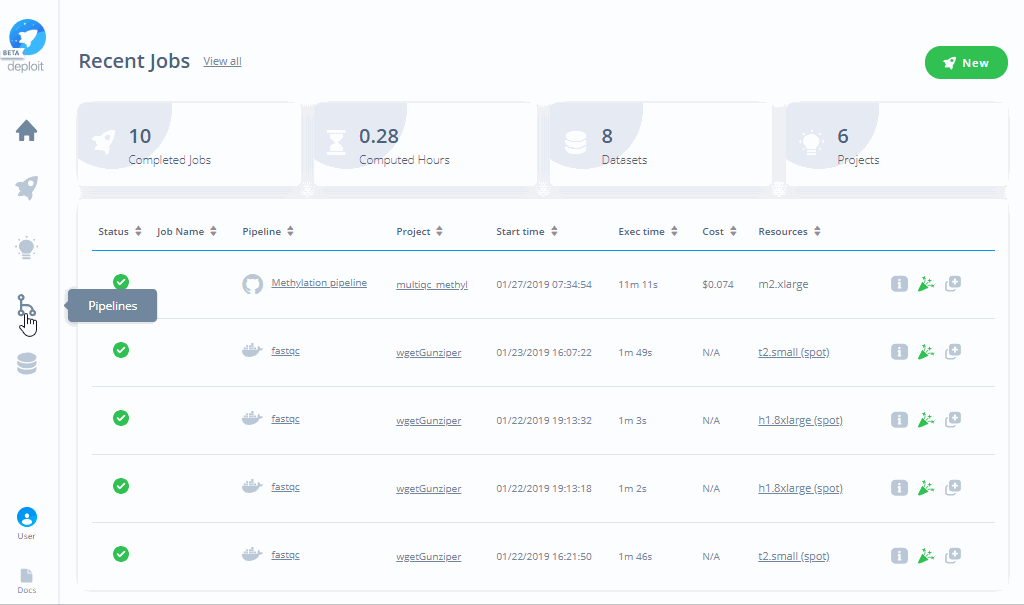 BETA
deploit
Recent Jobs View all
New
10
Completed Jobs
0.28
Computed Hours
8
Datasets
6
Projects
Status Job Name Pipeline Project Start time Exec time Cost Resources
Methylation pipeline multiqc_methyl 01/27/2019 07:34:54 11m 11s $0.074 m2.xlarge
Pipelines
fastqc wgetGunziper 01/23/2019 16:07:22 1m 49s N/A t2.small (spot)
fastqc wgetGunziper 01/22/2019 19:13:32 1m 3s N/A h1.8xlarge (spot)
fastqc wgetGunziper 01/22/2019 19:13:18 1m 2s N/A h1.8xlarge (spot)
fastqc wgetGunziper 01/22/2019 16:21:50 1m 46s N/A t2.small (spot)
User
Docs